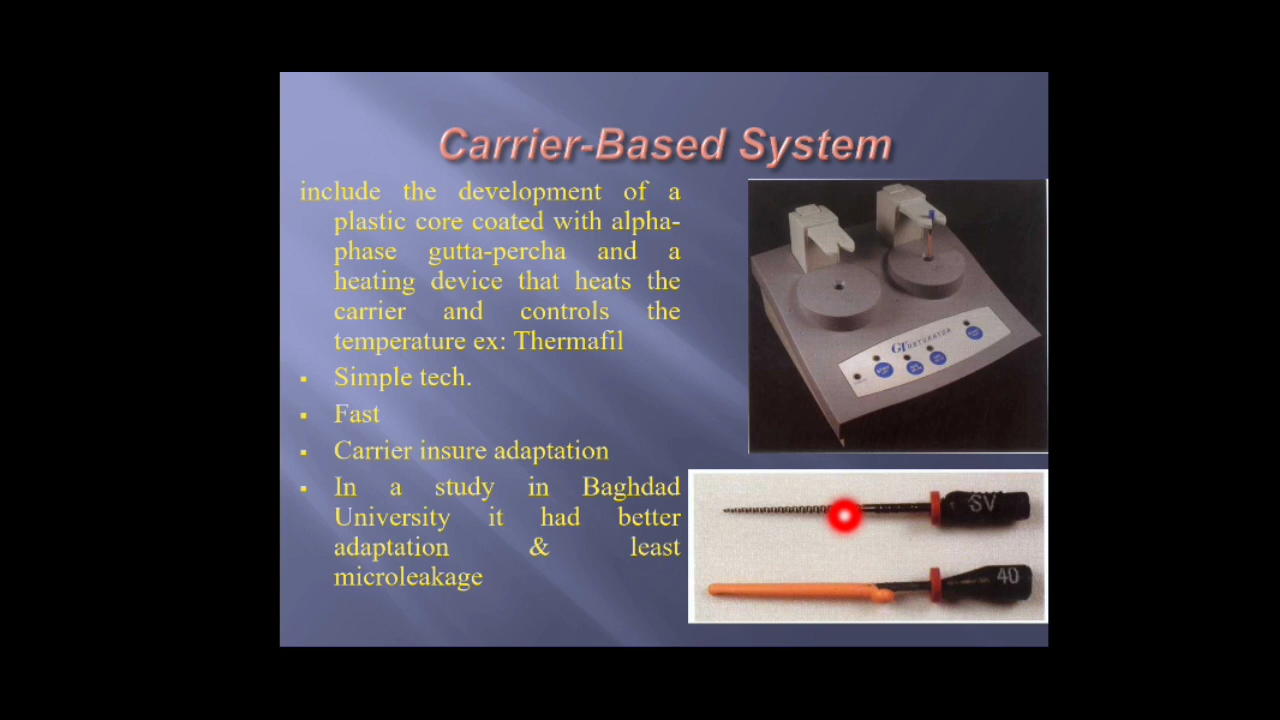 Carrier-Based System
include the development of a
plastic core coated with alpha-
phase gutta-percha and a
heating device that heats the
carrier and controls the
temperature ex: Thermafil
▪ Simple tech.
▪ Fast
▪ Carrier insure adaptation
▪ In a study in Baghdad
University it had better
adaptation & least
microleakage
GT OBTURATOR
SV
40